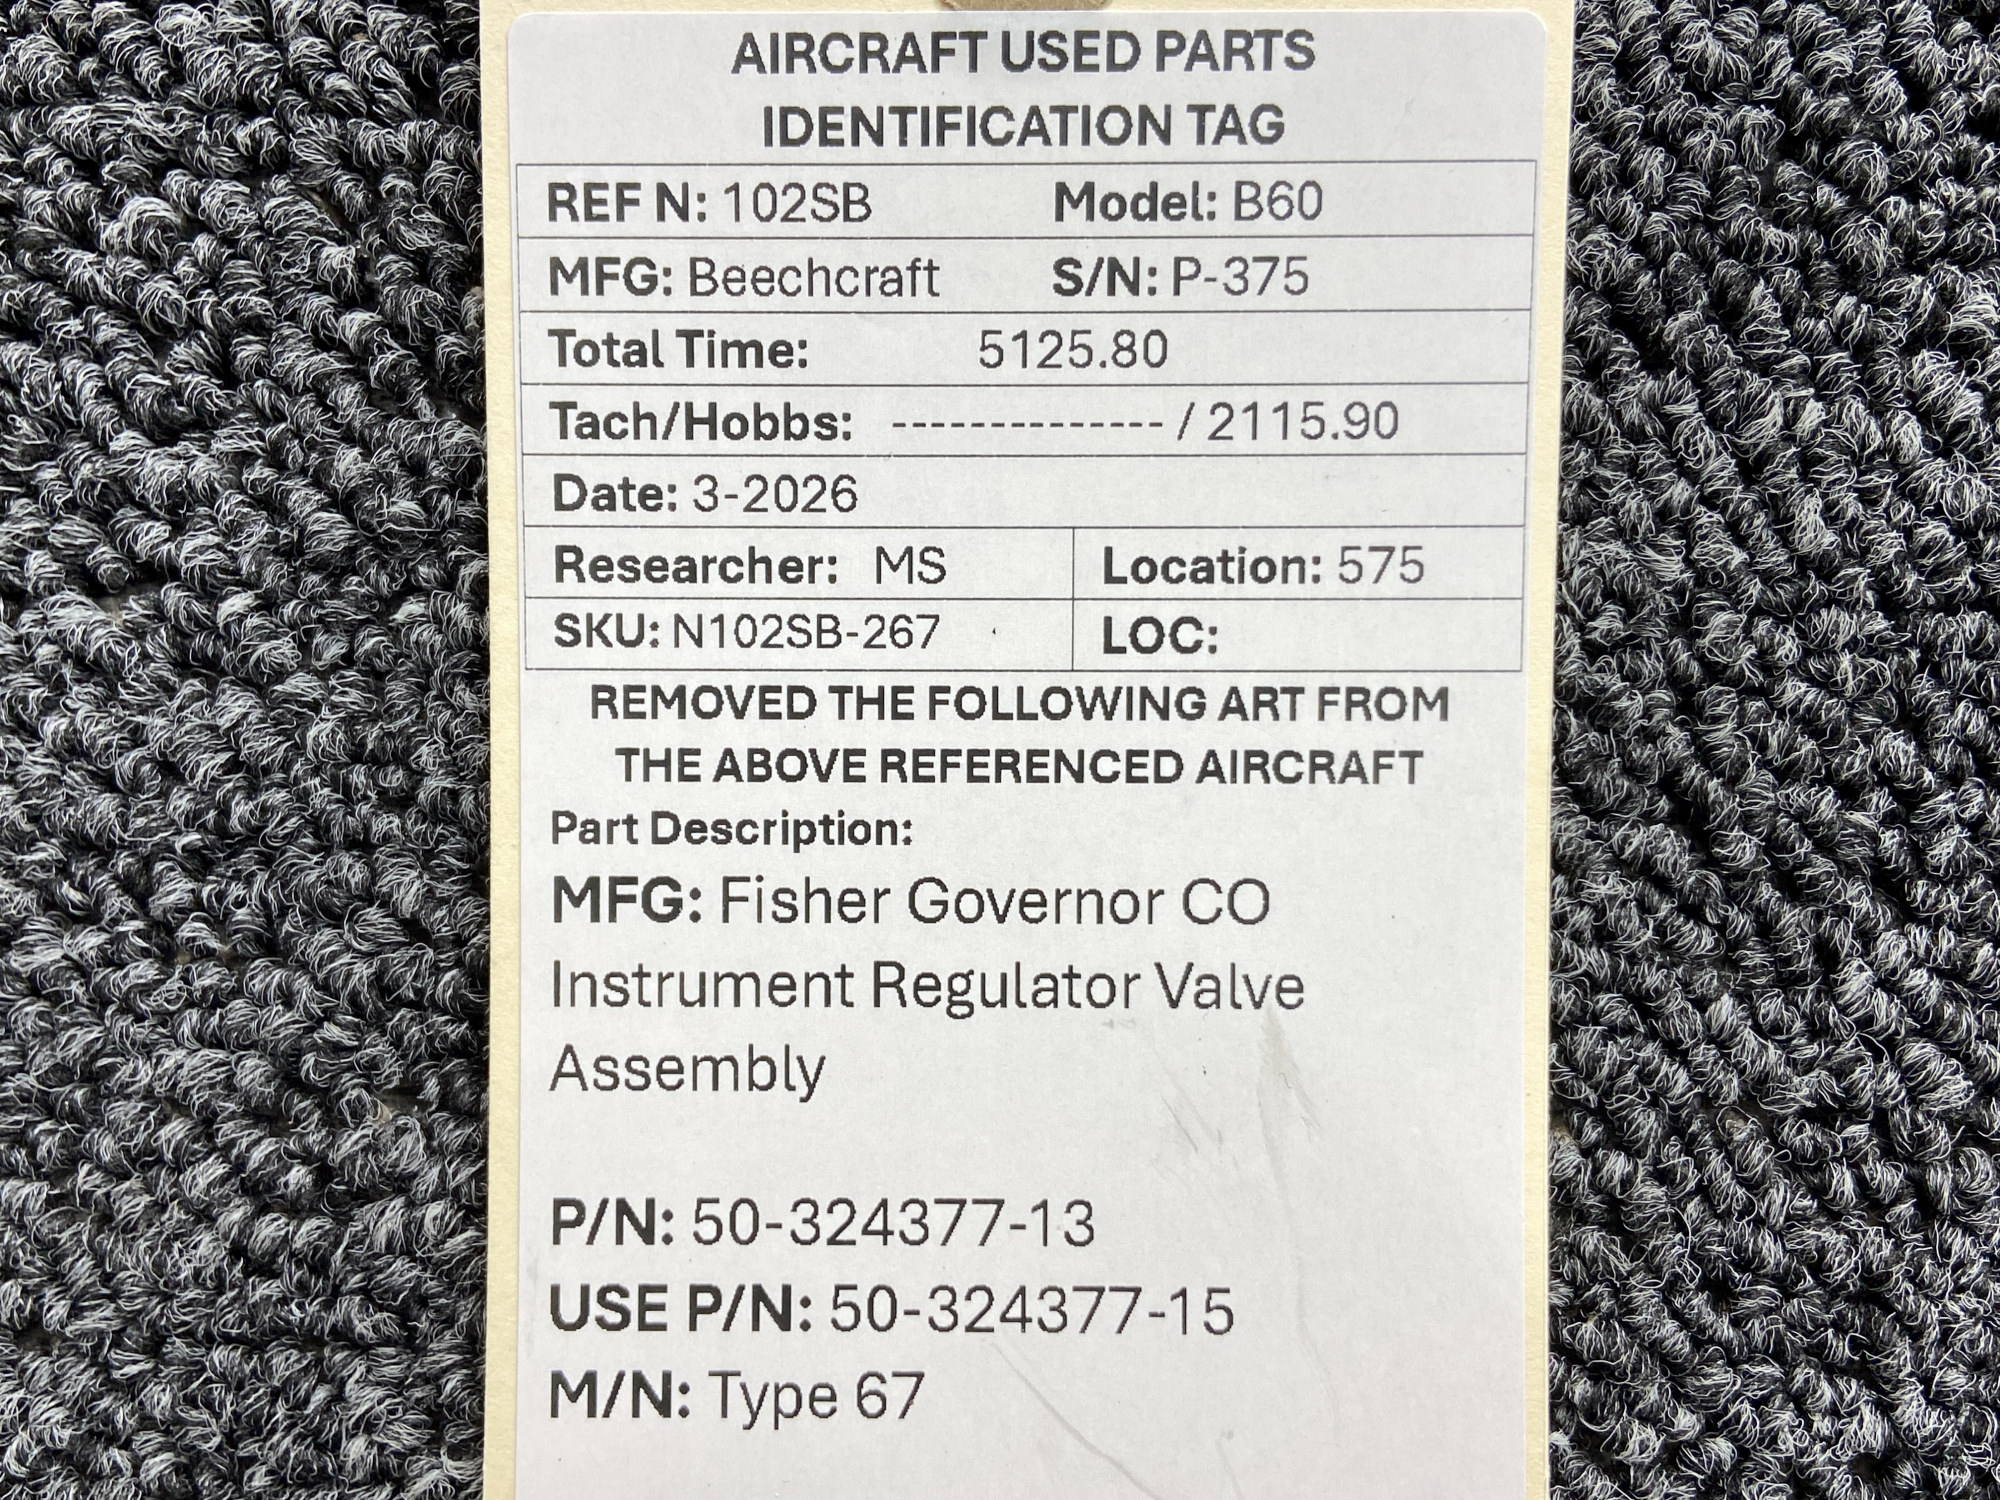 AIRCRAFT USED PARTS
IDENTIFICATION TAG
REF N: 102SB Model: B60
MFG: Beechcraft S/N: P-375
Total Time: 5125.80
Tach/Hobbs: -------------- / 2115.90
Date: 3-2026
Researcher: MS Location: 575
SKU: N102SB-267 LOC:
REMOVED THE FOLLOWING ART FROM
THE ABOVE REFERENCED AIRCRAFT
Part Description:
MFG: Fisher Governor CO
Instrument Regulator Valve
Assembly
P/N: 50-324377-13
USE P/N: 50-324377-15
M/N: Type 67